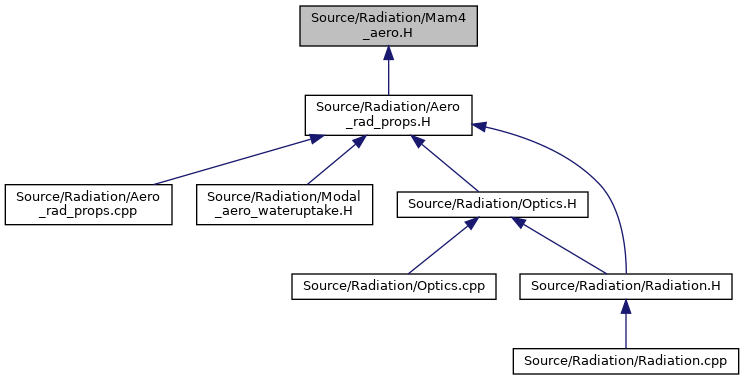 Source/Radiation/Mam4
_aero.H
Source/Radiation/Aero
_rad_props.H
Source/Radiation/Aero
_rad_props.cpp
Source/Radiation/Modal
_aero_wateruptake.H
Source/Radiation/Optics.H
Source/Radiation/Optics.cpp
Source/Radiation/Radiation.H
Source/Radiation/Radiation.cpp